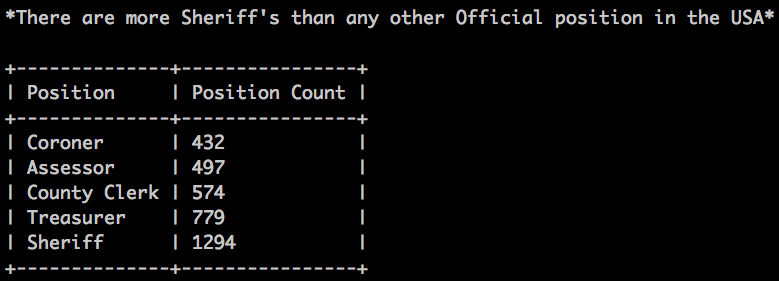 *There are more Sheriff's than any other Official position in the USA*
+--------------+----------------+
| Position     | Position Count |
+--------------+----------------+
| Coroner      | 432            |
| Assessor     | 497            |
| County Clerk | 574            |
| Treasurer    | 779            |
| Sheriff      | 1294           |
+--------------+----------------+